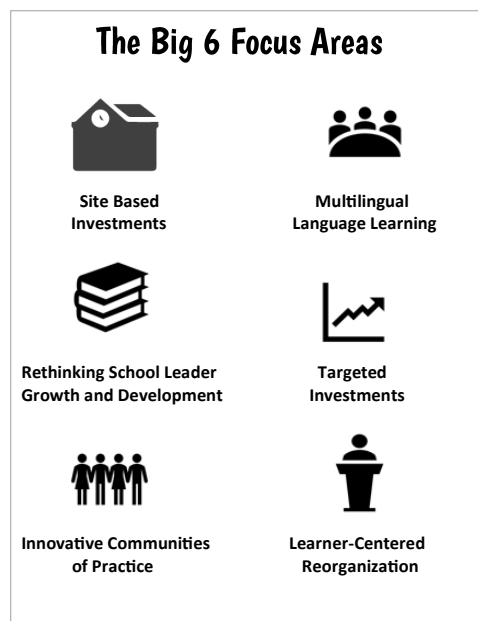 The Big 6 Focus Areas
Site Based
Investments
Multilingual
Language Learning
Rethinking School Leader
Growth and Development
Targeted
Investments
Innovative Communities
of Practice
Learner-Centered
Reorganization